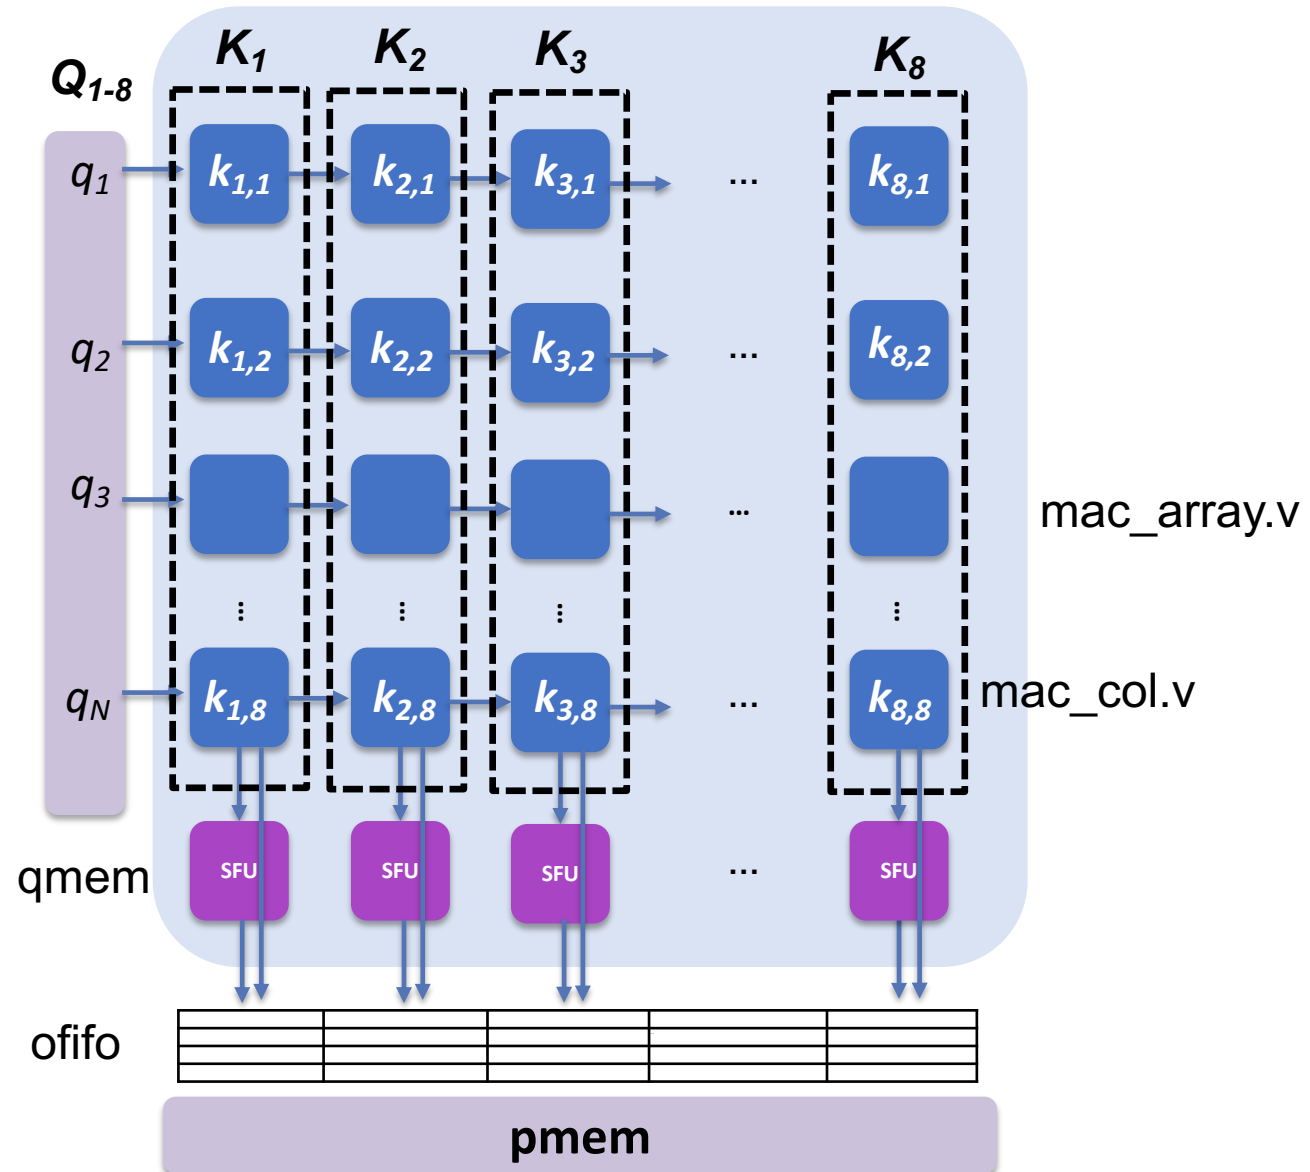 K1 K2 K3 K8
Q1-8
q1 k1,1 k2,1 k3,1 ... k8,1
q2 k1,2 k2,2 k3,2 ... k8,2
q3 ... mac_array.v
... ... ... ...
qN k1,8 k2,8 k3,8 ... k8,8 mac_col.v
qmem SFU SFU SFU ... SFU
ofifo
pmem